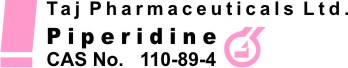 Taj Pharmaceuticals Ltd.
Piperidine
CAS No. 110-89-4